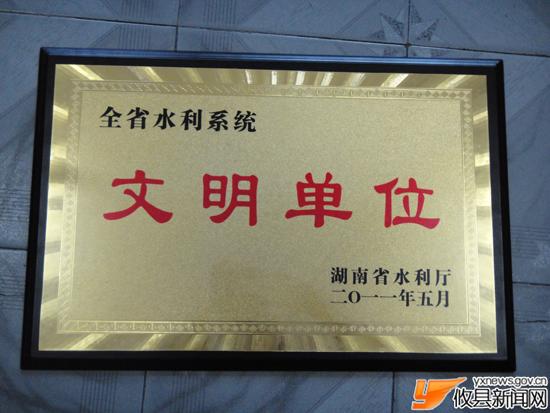 全省水利系统
文明单位
湖南省水利厅
二〇一一年五月
yxnews.gov.cn
攸县新闻网